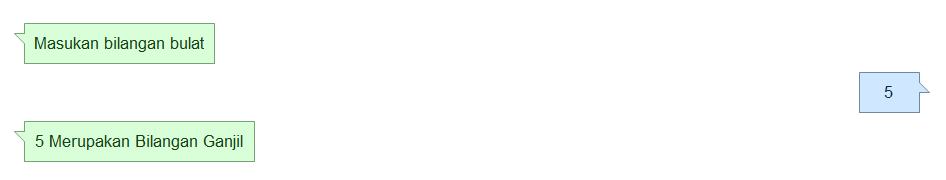 Masukan bilangan bulat
5
5 Merupakan Bilangan Ganjil